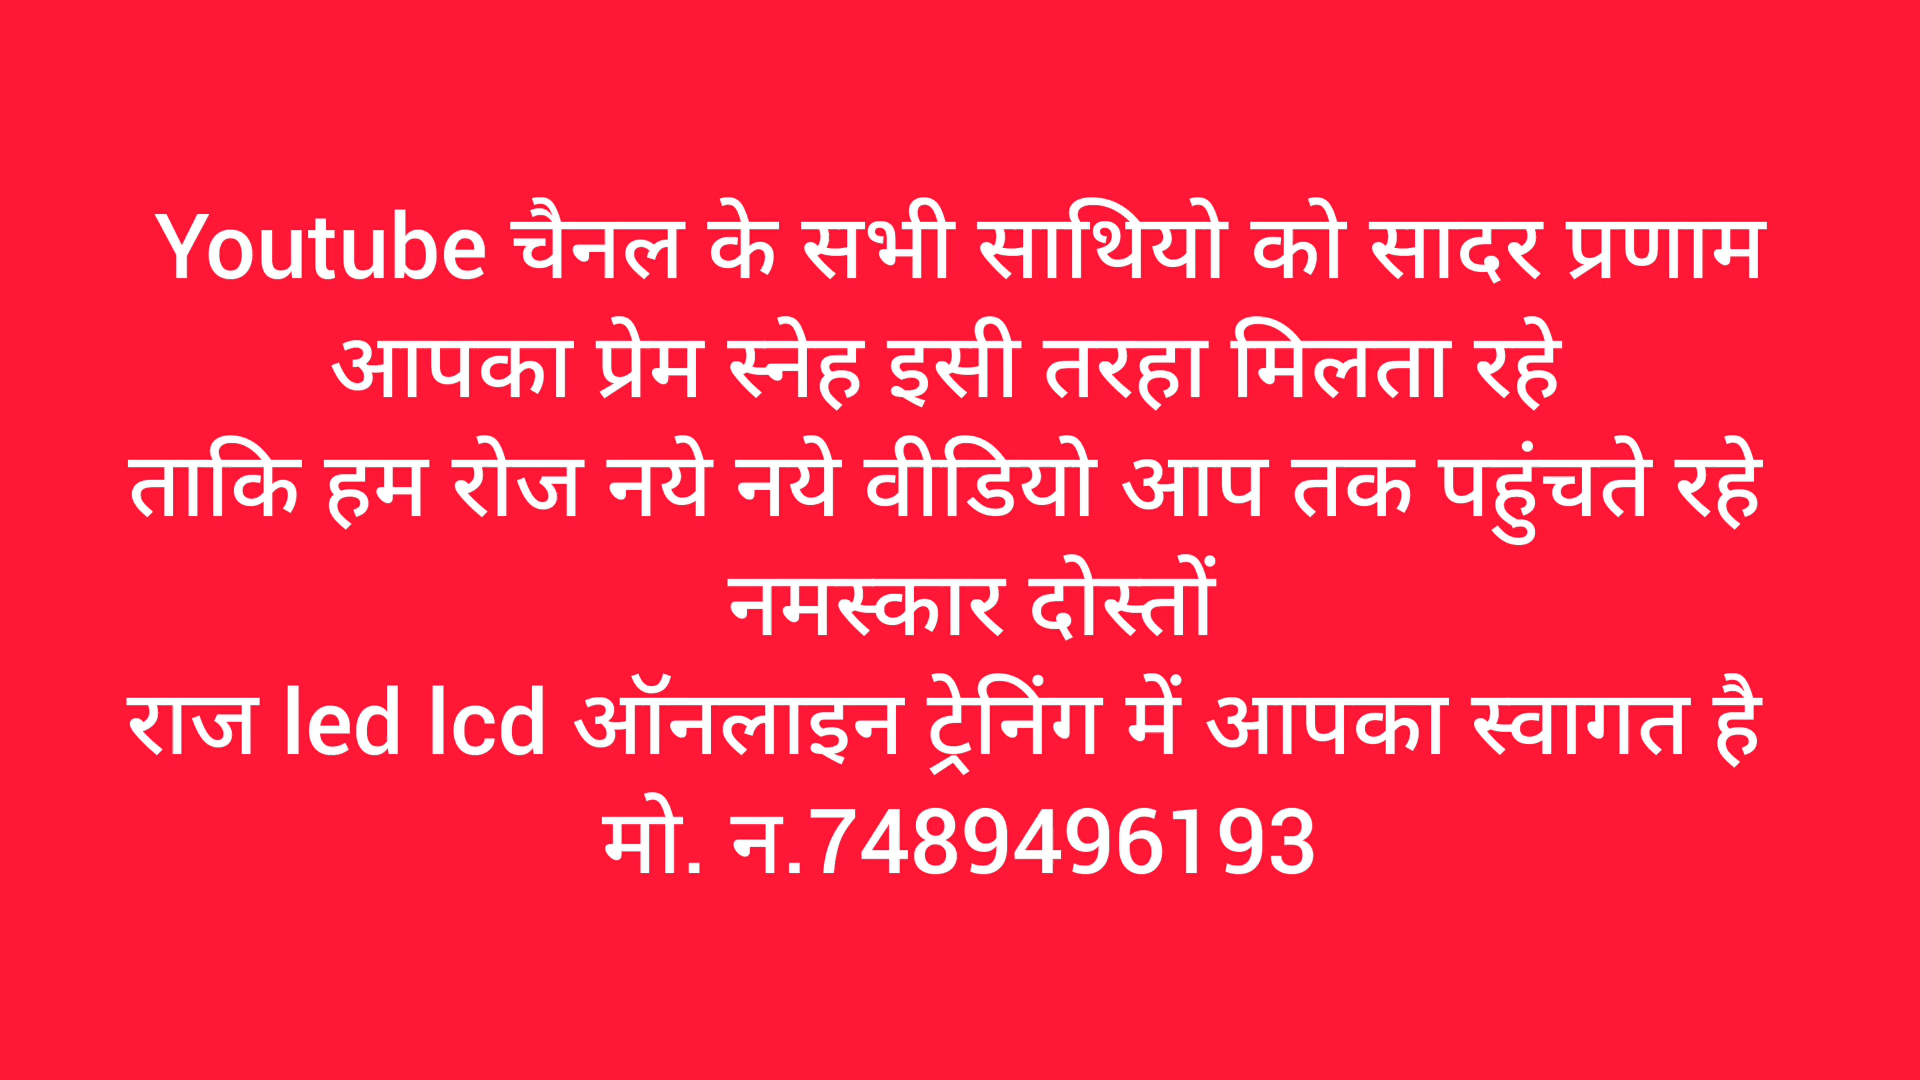 Youtube चैनल के सभी साथियो को सादर प्रणाम
आपका प्रेम स्नेह इसी तरहा मिलता रहे
ताकि हम रोज नये नये वीडियो आप तक पहुंचते रहे
नमस्कार दोस्तों
राज led lcd ऑनलाइन ट्रेनिंग में आपका स्वागत है
मो. न.7489496193